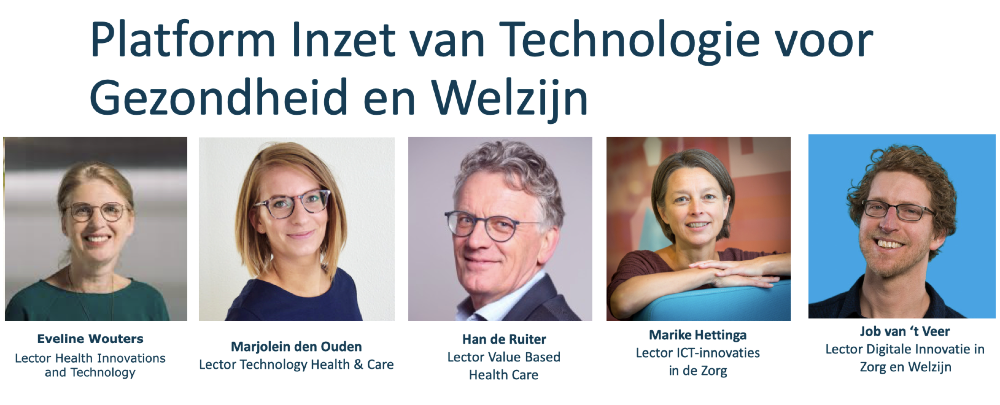 Platform Inzet van Technologie voor
Gezondheid en Welzijn
Eveline Wouters
Lector Health Innovations
and Technology
Marjolein den Ouden
Lector Technology Health & Care
Han de Ruiter
Lector Value Based
Health Care
Marike Hettinga
Lector ICT-innovaties
in de Zorg
Job van ‘t Veer
Lector Digitale Innovatie in
Zorg en Welzijn